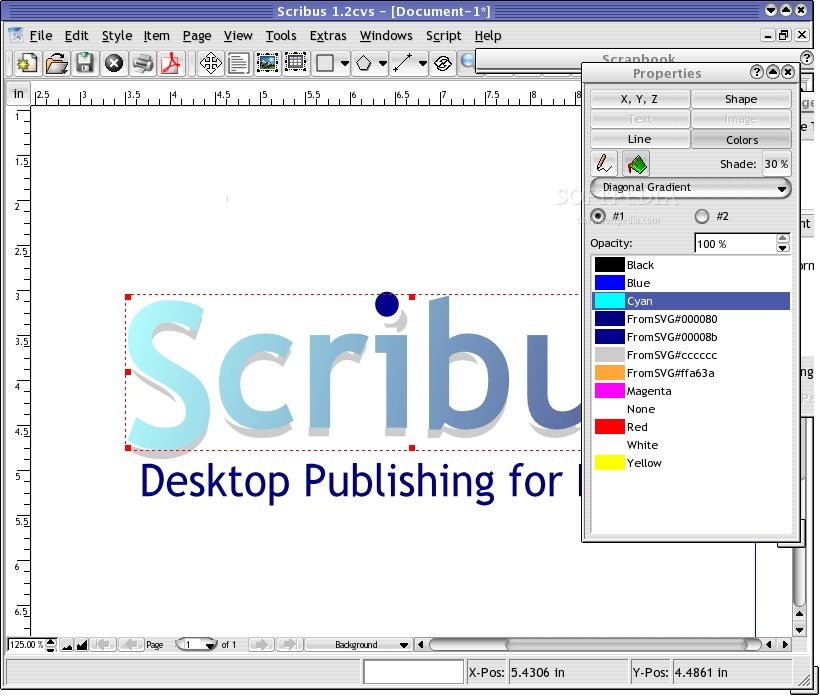 Scribus 1.2cvs - [Document-1*]
File Edit Style Item Page View Tools Extras Windows Script Help
Scrapbook
Properties
in 2.5 3 3.5 4 4.5 5 5.5 6 6.5 7 7.5 8
X, Y, Z Shape
Text Image
Line Colors
Shade: 30 %
Diagonal Gradient
SOFTPEDIA
#1 #2
Opacity: 100 %
Black
Blue
Cyan
FromSVG#000080
FromSVG#00008b
FromSVG#cccccc
FromSVG#ffa63a
Magenta
None
Red
White
Yellow
1
1.5
2
2.5
3
3.5
4
4.5
5
5.5
6
6.5
Scribu
Desktop Publishing for
125.00 % Page 1 of 1 Background
X-Pos: 5.4306 in Y-Pos: 4.4861 in